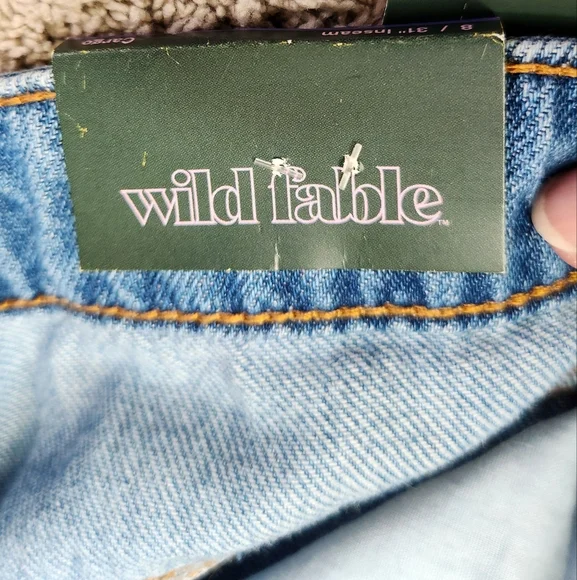 Cargo 8 / 31" Inseam
wild fable™